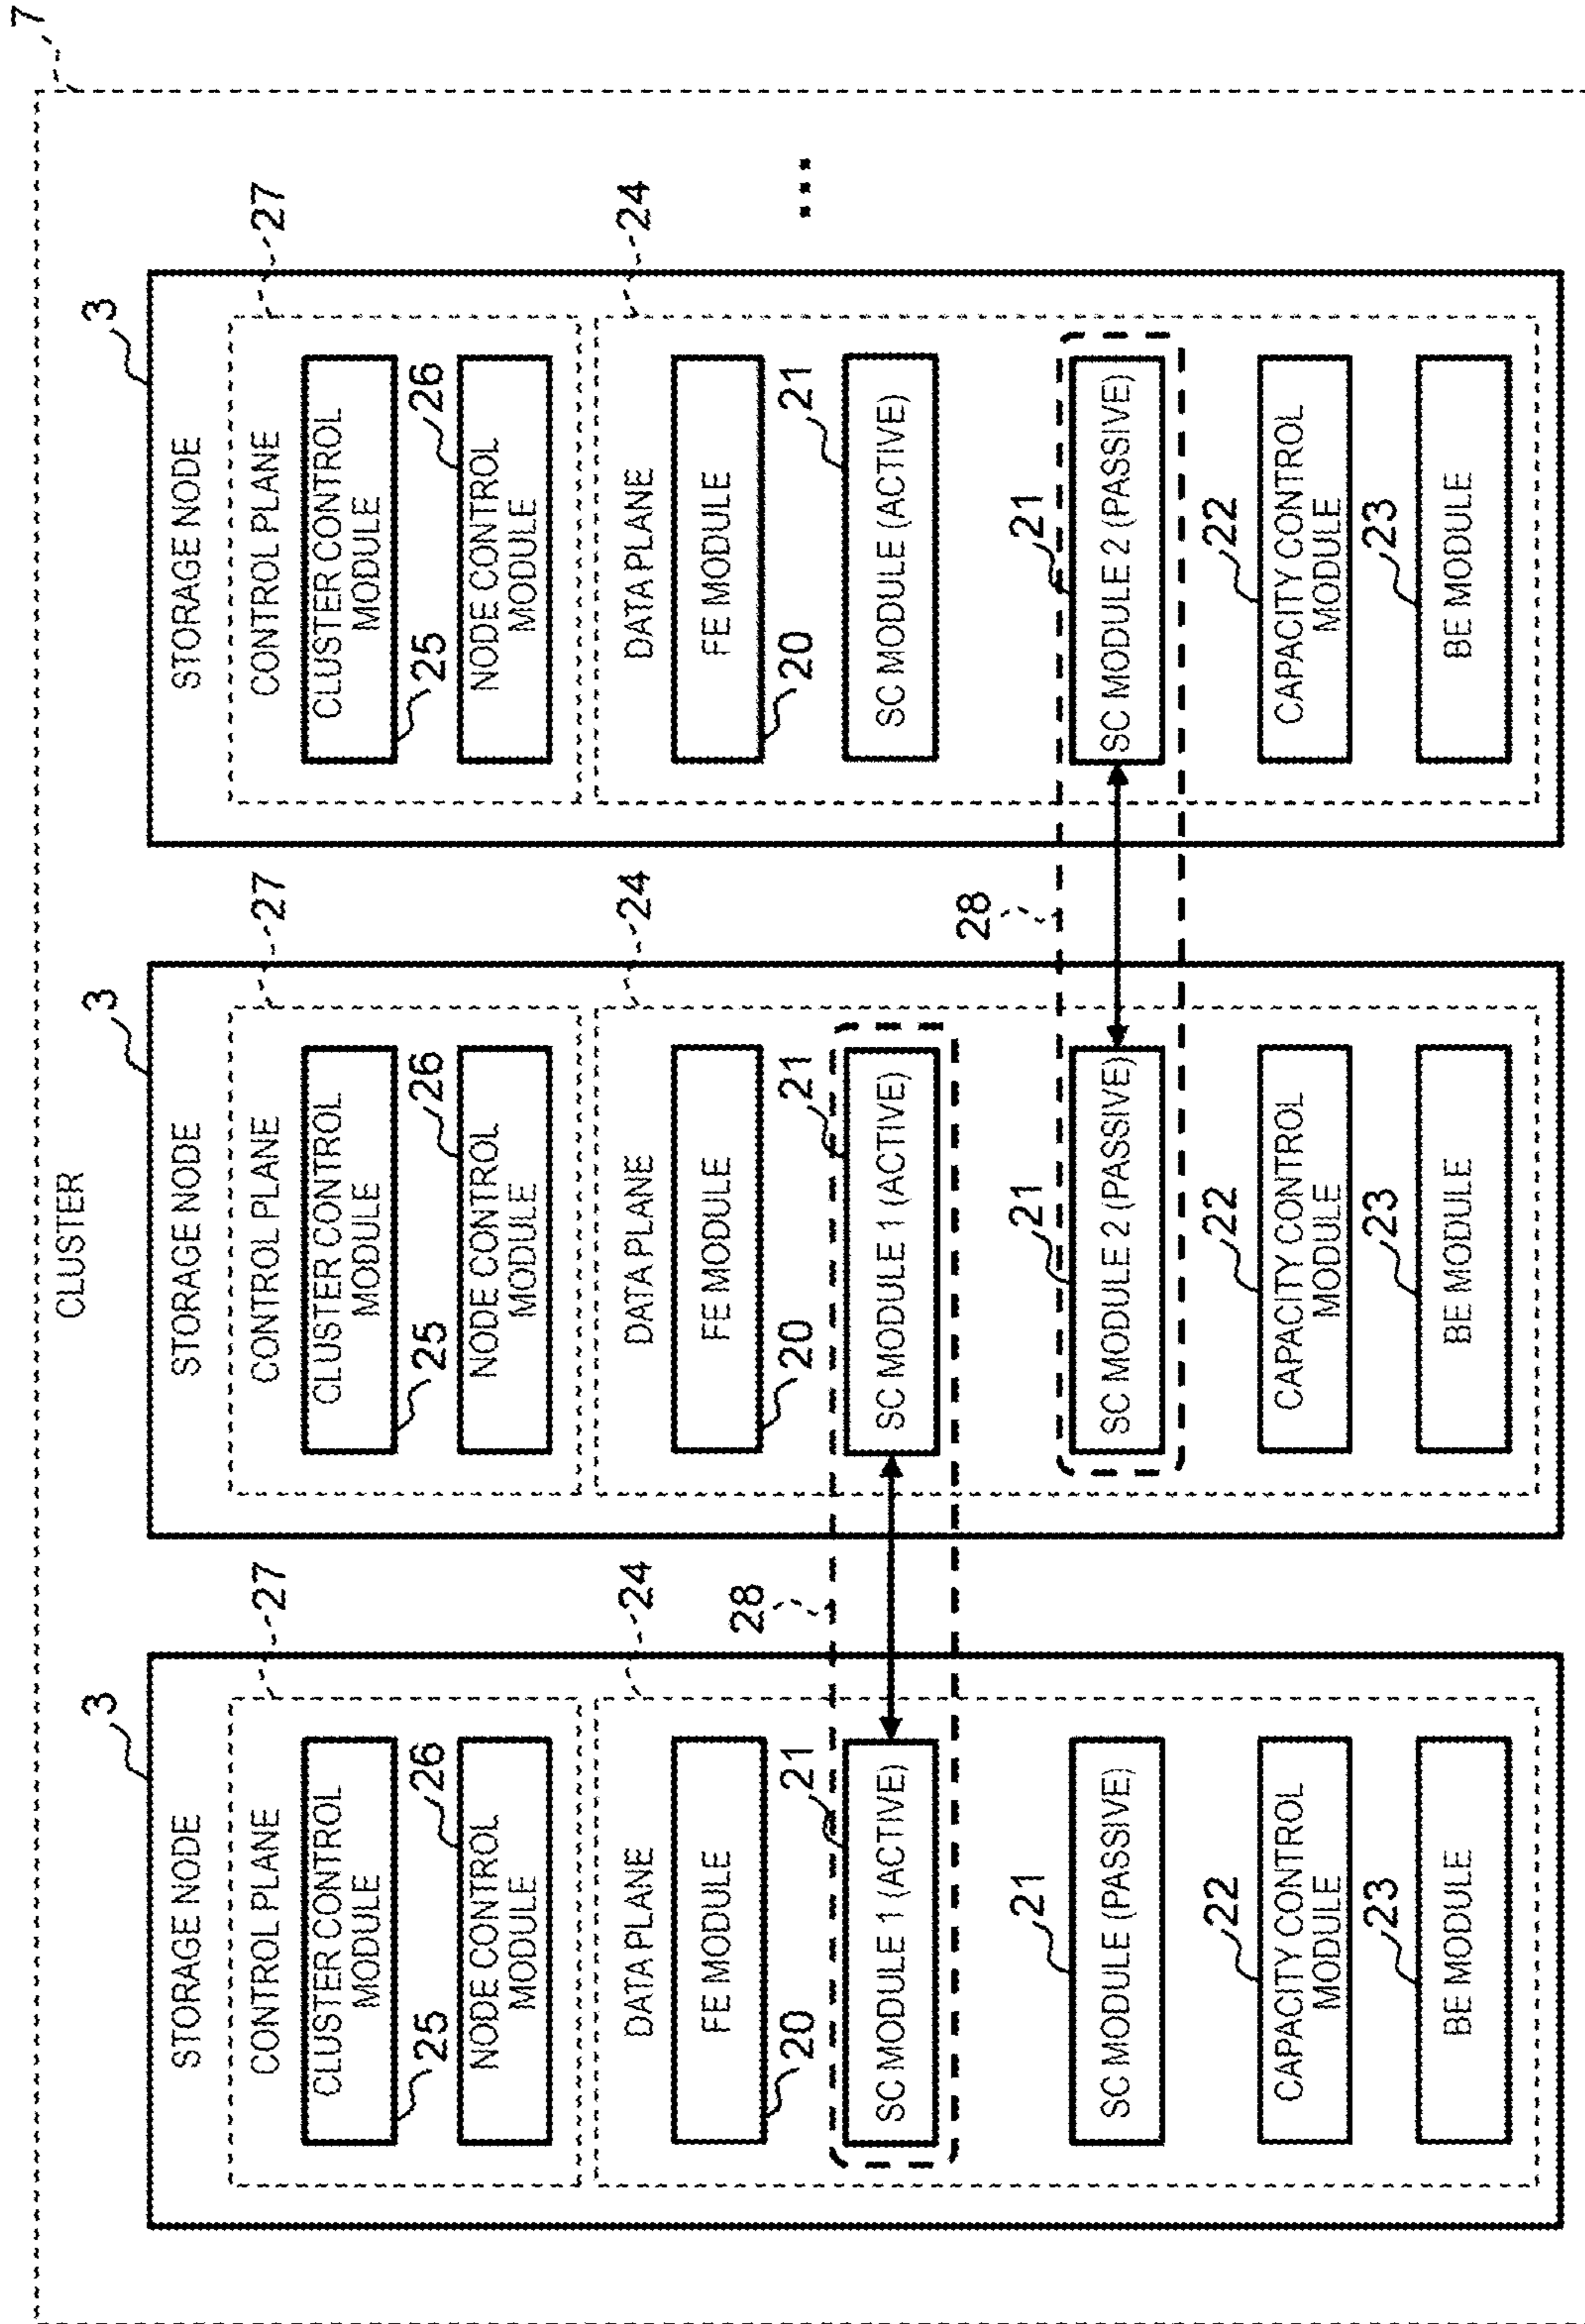 7
CLUSTER
3
STORAGE NODE
27
CONTROL PLANE
CLUSTER CONTROL
MODULE
25
26
NODE CONTROL
MODULE
24
DATA PLANE
FE MODULE
20
21
SC MODULE 1 (ACTIVE)
28
21
SC MODULE (PASSIVE)
22
CAPACITY CONTROL
MODULE
23
BE MODULE
3
STORAGE NODE
27
CONTROL PLANE
CLUSTER CONTROL
MODULE
25
26
NODE CONTROL
MODULE
24
DATA PLANE
FE MODULE
20
21
SC MODULE 1 (ACTIVE)
28
21
SC MODULE 2 (PASSIVE)
22
CAPACITY CONTROL
MODULE
23
BE MODULE
3
STORAGE NODE
27
CONTROL PLANE
CLUSTER CONTROL
MODULE
25
26
NODE CONTROL
MODULE
24
DATA PLANE
FE MODULE
20
21
SC MODULE (ACTIVE)
21
SC MODULE 2 (PASSIVE)
22
CAPACITY CONTROL
MODULE
23
BE MODULE
...